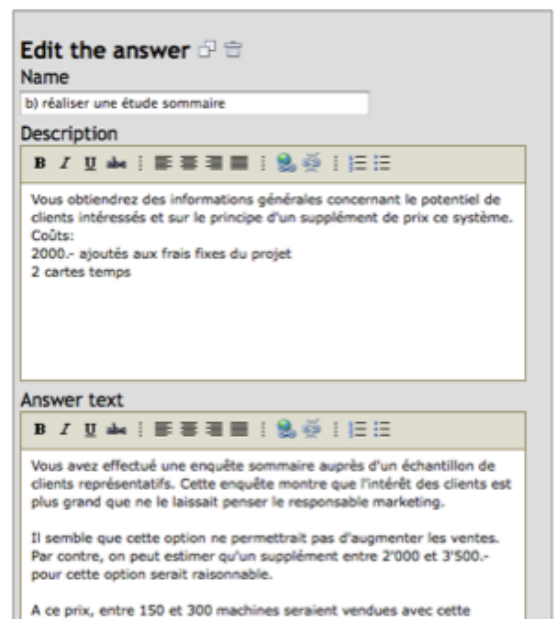 Edit the answer
Name
b) réaliser une étude sommaire
Description
B I U abc
Vous obtiendrez des informations générales concernant le potentiel de
clients intéressés et sur le principe d'un supplément de prix ce système.
Coûts:
2000.- ajoutés aux frais fixes du projet
2 cartes temps
Answer text
B I U abc
Vous avez effectué une enquête sommaire auprès d'un échantillon de
clients représentatifs. Cette enquête montre que l'intérêt des clients est
plus grand que ne le laissait penser le responsable marketing.
Il semble que cette option ne permettrait pas d'augmenter les ventes.
Par contre, on peut estimer qu'un supplément entre 2'000 et 3'500.-
pour cette option serait raisonnable.
A ce prix, entre 150 et 300 machines seraient vendues avec cette